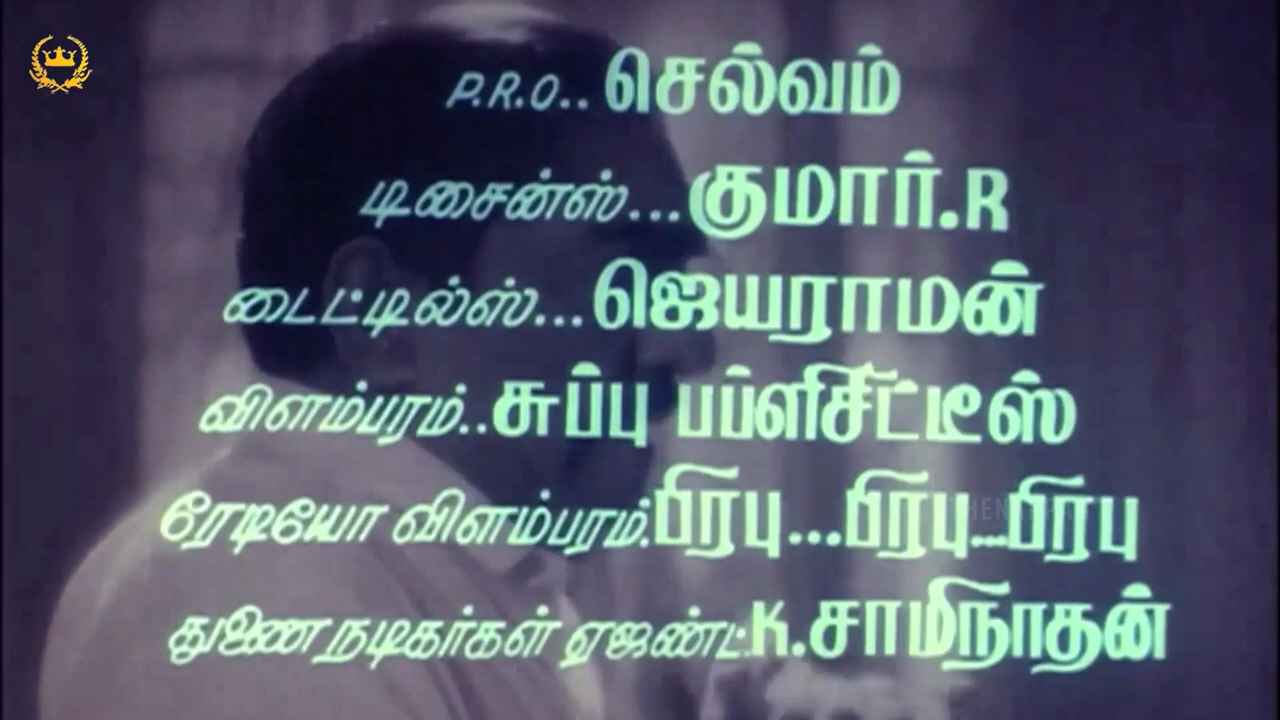 P.R.O.. செல்வம்
டிசைன்ஸ்... குமார்.R
டைட்டில்ஸ்... ஜெயராமன்
விளம்பரம்.. சுப்பு பப்ளிசிட்டீஸ்
ரேடியோ விளம்பரம். பிரபு...பிரபு...பிரபு
துணை நடிகர்கள் ஏஜண்ட். K.சாமிநாதன்